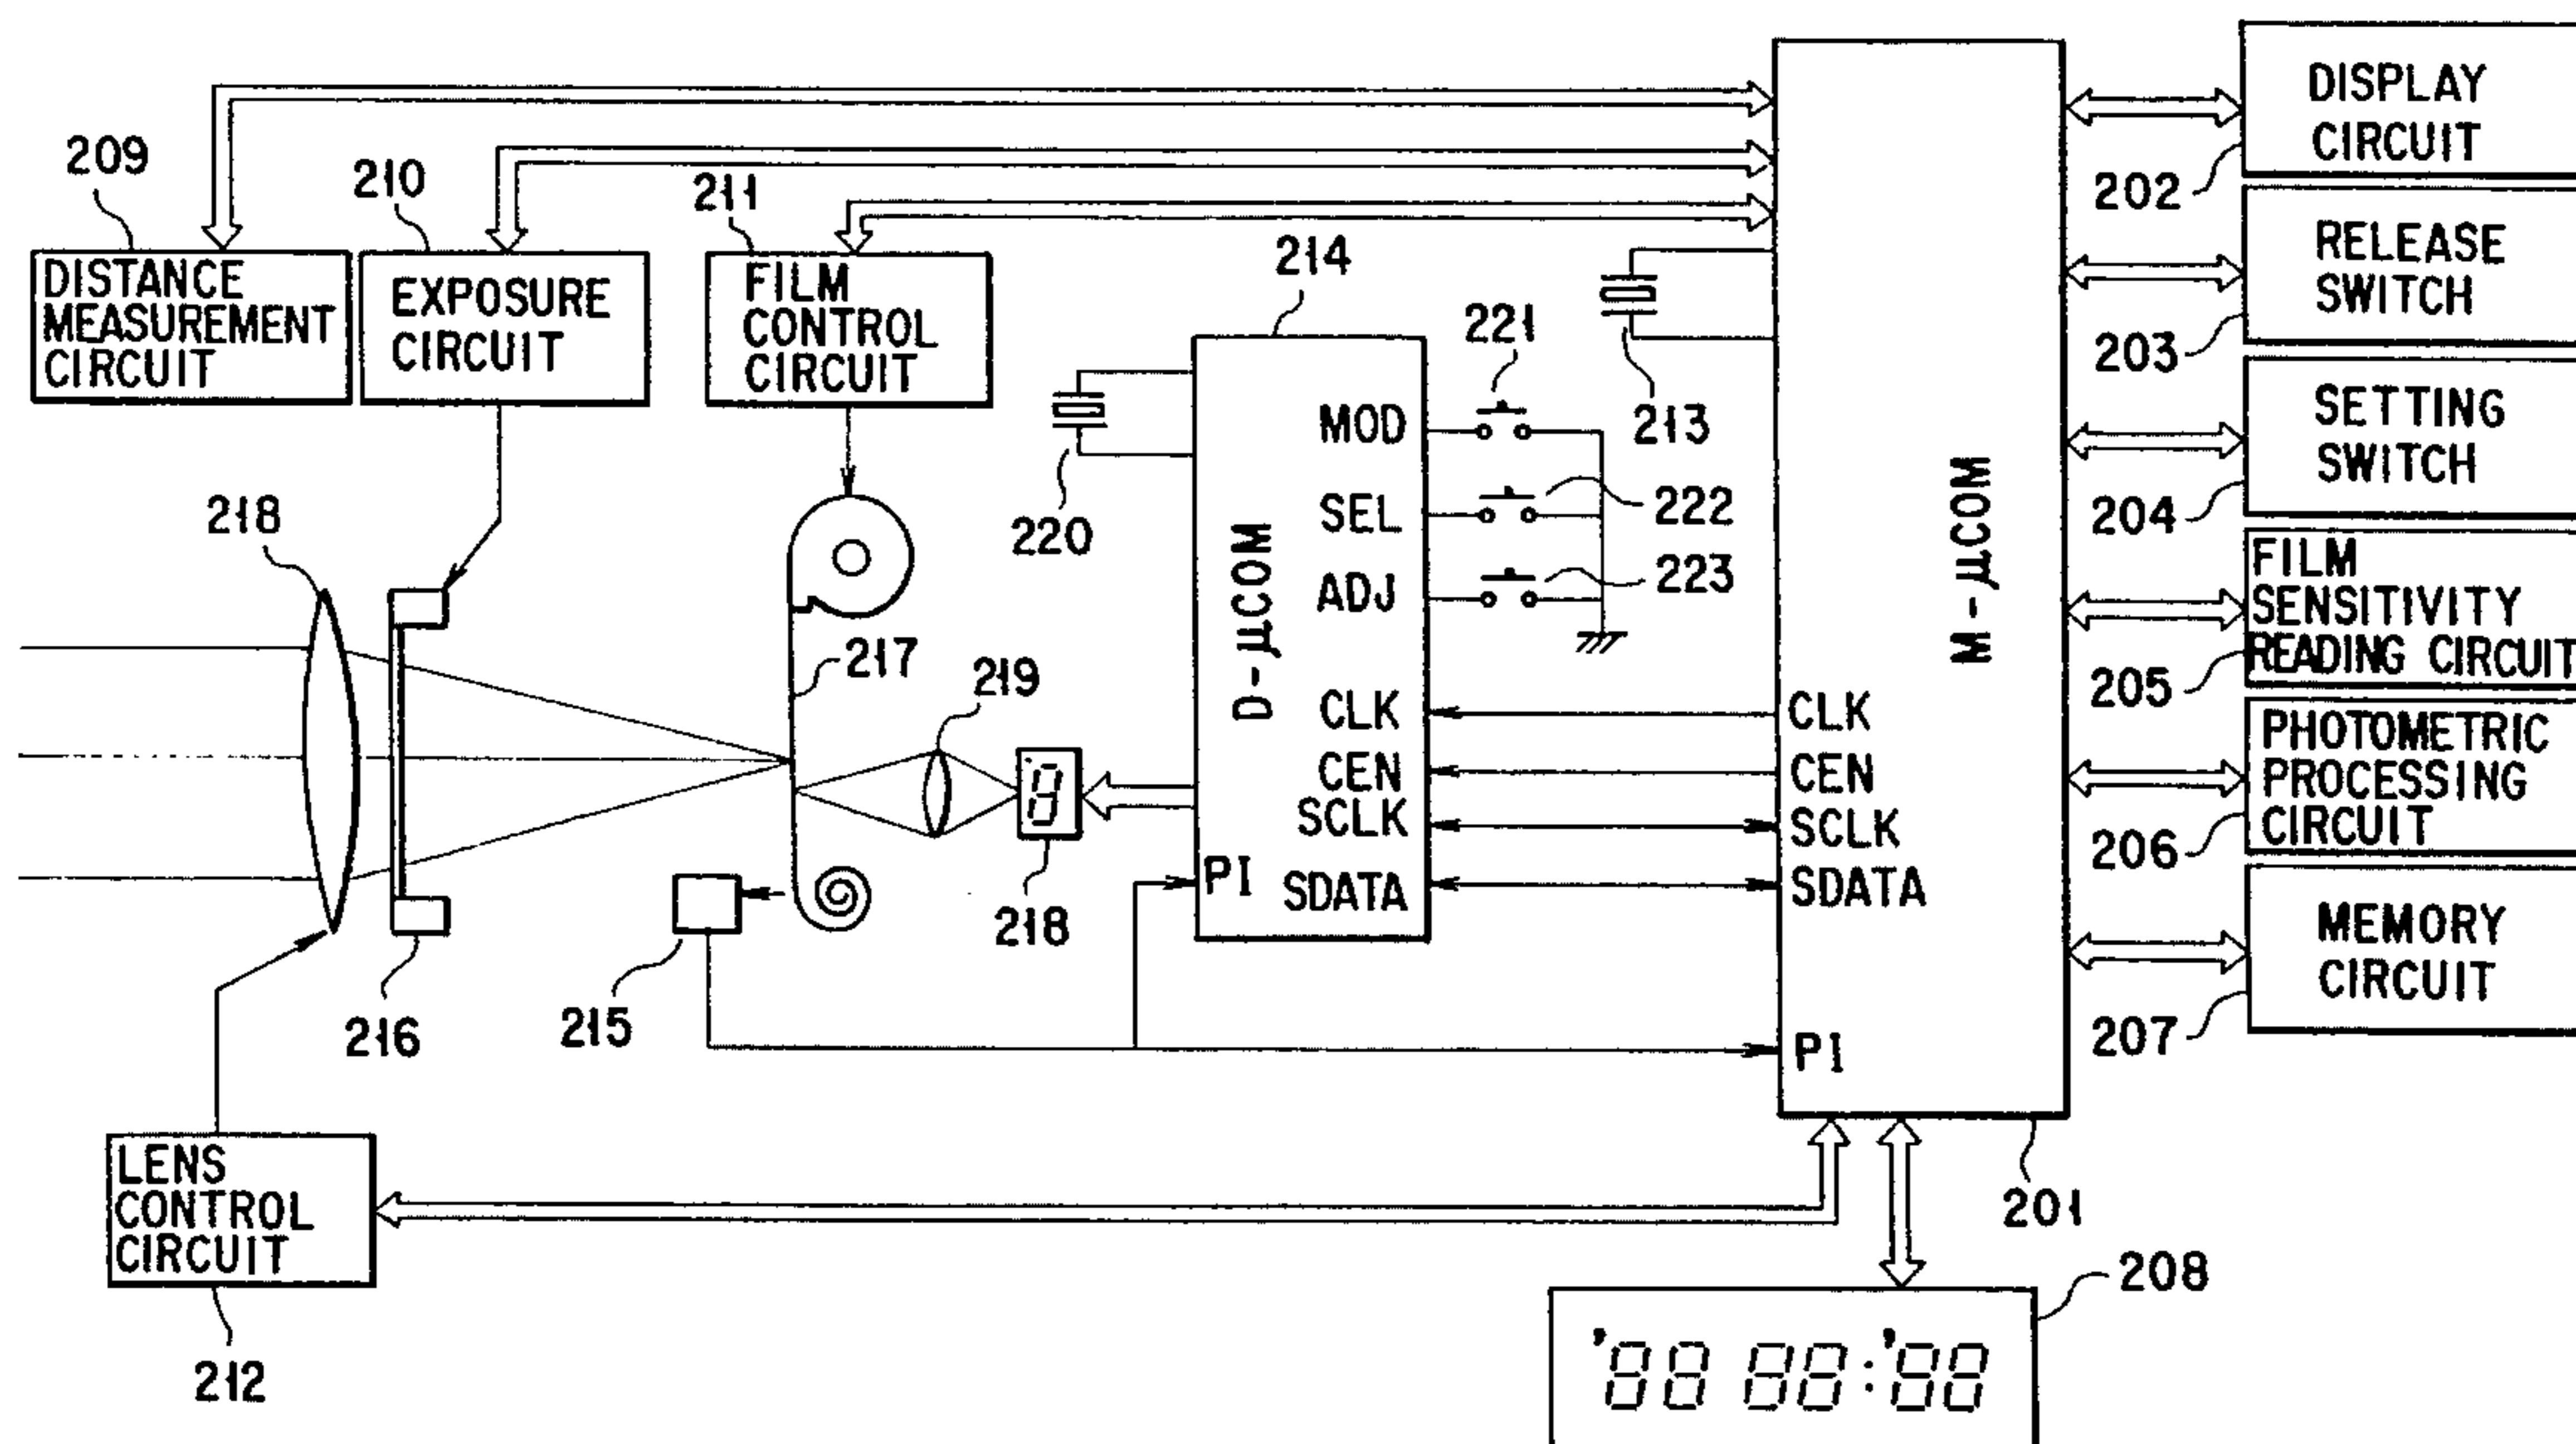 209
DISTANCE
MEASUREMENT
CIRCUIT
210
EXPOSURE
CIRCUIT
211
FILM
CONTROL
CIRCUIT
214
D-μCOM
MOD
SEL
ADJ
CLK
CEN
SCLK
SDATA
PI
220
221
222
223
213
M-μCOM
CLK
CEN
SCLK
SDATA
PI
201
DISPLAY
CIRCUIT
202
RELEASE
SWITCH
203
SETTING
SWITCH
204
FILM
SENSITIVITY
READING CIRCUIT
205
PHOTOMETRIC
PROCESSING
CIRCUIT
206
MEMORY
CIRCUIT
207
218
216
217
219
8
218
215
LENS
CONTROL
CIRCUIT
212
208
'88 88:'88